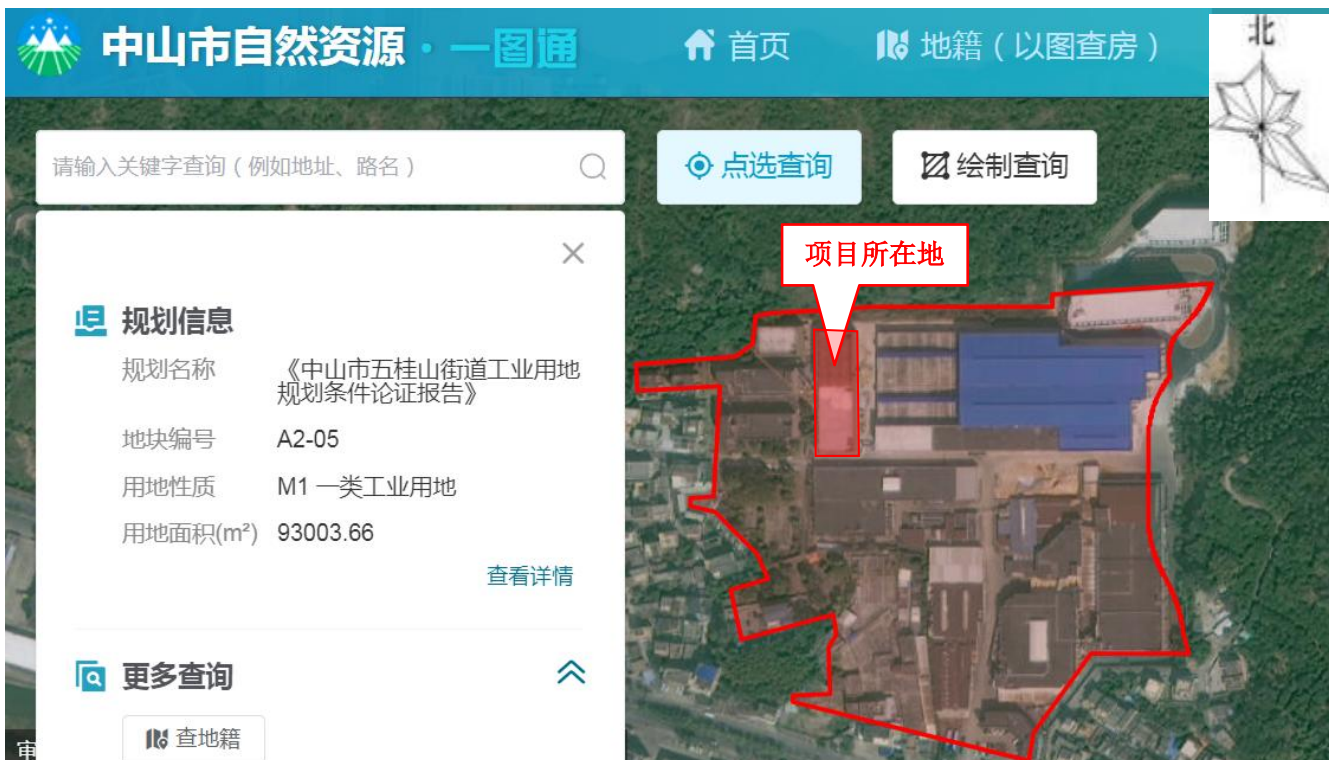 中山市自然资源·一图通
首页
地籍（以图查房）
北
请输入关键字查询（例如地址、路名）
点选查询
绘制查询
项目所在地
规划信息
规划名称 《中山市五桂山街道工业用地
规划条件论证报告》
地块编号 A2-05
用地性质 M1 一类工业用地
用地面积(m²) 93003.66
查看详情
更多查询
查地籍
审